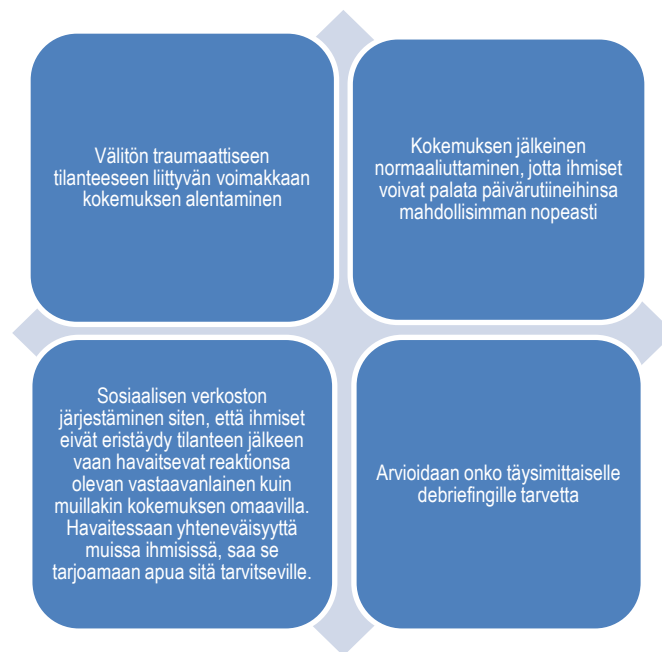 Välitön traumaattiseen
tilanteeseen liittyvän voimakkaan
kokemuksen alentaminen
Kokemuksen jälkeinen
normaaliuttaminen, jotta ihmiset
voivat palata päivärutiineihinsa
mahdollisimman nopeasti
Sosiaalisen verkoston
järjestäminen siten, että ihmiset
eivät eristäydy tilanteen jälkeen
vaan havaitsevat reaktionsa
olevan vastaavanlainen kuin
muillakin kokemuksen omaavilla.
Havaitessaan yhteneväisyyttä
muissa ihmisissä, saa se
tarjoamaan apua sitä tarvitseville.
Arvioidaan onko täysimittaiselle
debriefingille tarvetta